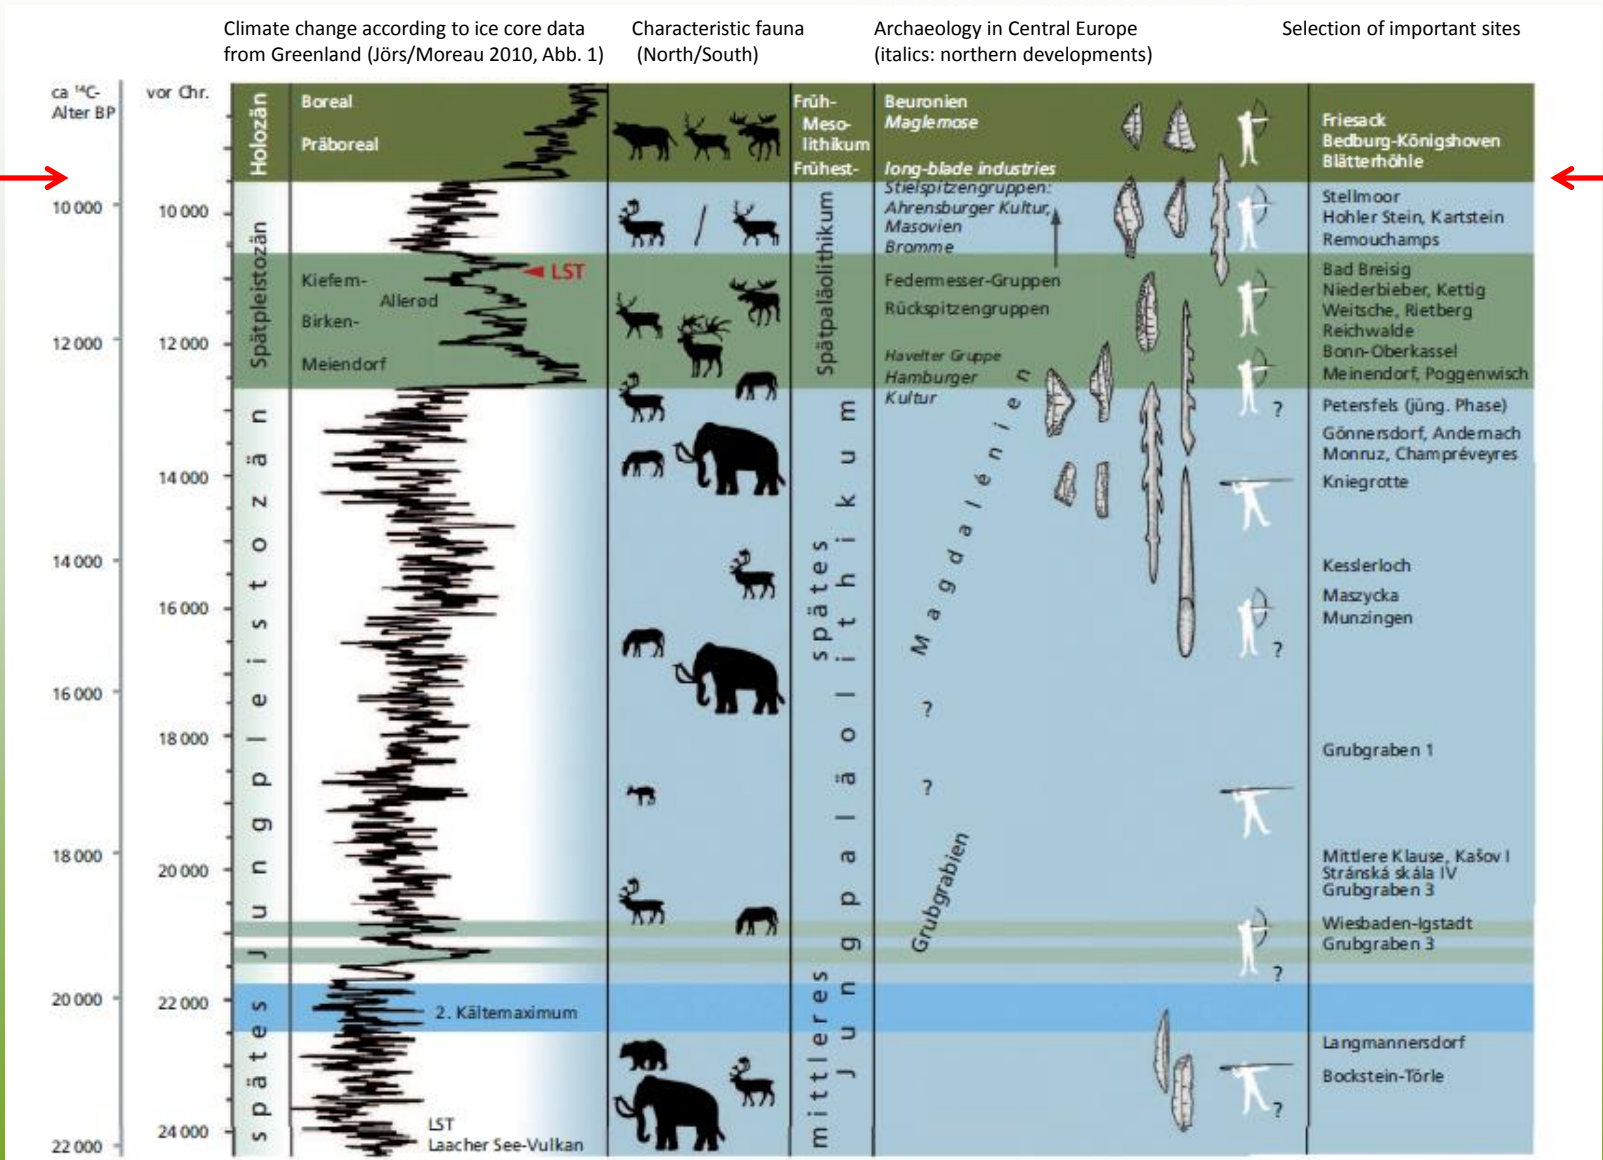 Climate change according to ice core data
from Greenland (Jörs/Moreau 2010, Abb. 1)
Characteristic fauna
(North/South)
Archaeology in Central Europe
(italics: northern developments)
Selection of important sites
ca ¹⁴C-
Alter BP
10 000
12 000
14 000
16 000
18 000
20 000
22 000
vor Chr.
10 000
12 000
14 000
16 000
18 000
20 000
22 000
24 000
Holozän
Spätpleistozän
spätes Jungpleistozän
Boreal
Präboreal
LST
Kiefern-
Allerød
Birken-
Meiendorf
2. Kältemaximum
LST
Laacher See-Vulkan
Früh-
Meso-
lithikum
Frühest-
Spätpaläolithikum
spätes
mittleres
Jungpaläolithikum
Beuronien
Maglemose
long-blade industries
Stielspitzengruppen:
Ahrensburger Kultur,
Masovien
Bromme
Federmesser-Gruppen
Rückspitzengruppen
Havelter Gruppe
Hamburger
Kultur
Magdalénien
?
?
Grubgrabien
?
?
?
?
Friesack
Bedburg-Königshoven
Blätterhöhle
Stellmoor
Hohler Stein, Kartstein
Remouchamps
Bad Breisig
Niederbieber, Kettig
Weitsche, Rietberg
Reichwalde
Bonn-Oberkassel
Meinendorf, Poggenwisch
Petersfels (jüng. Phase)
Gönnersdorf, Andernach
Monruz, Champréveyres
Kniegrotte
Kesslerloch
Maszycka
Munzingen
Grubgraben 1
Mittlere Klause, Kašov I
Stránská skála IV
Grubgraben 3
Wiesbaden-Igstadt
Grubgraben 3
Langmannersdorf
Bockstein-Törle